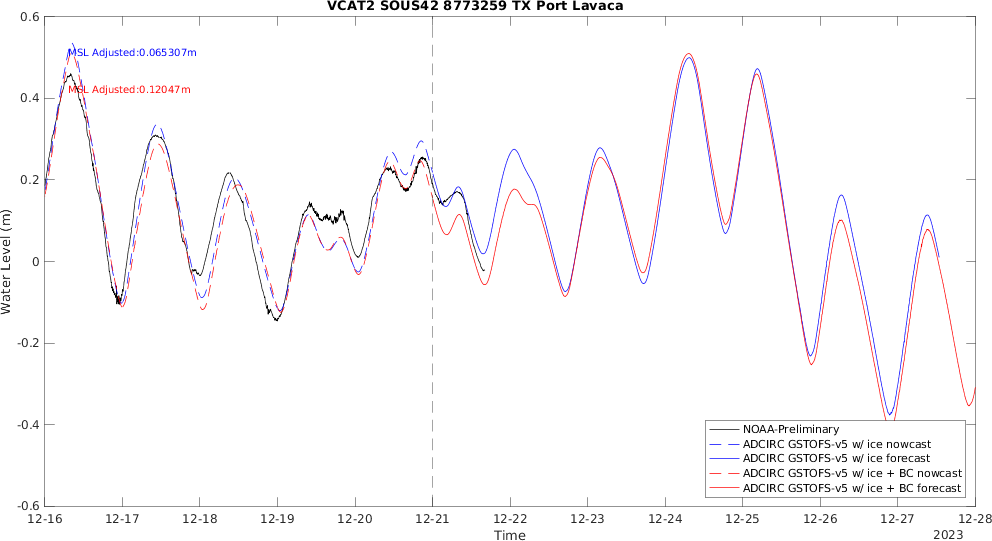 VCAT2 SOUS42 8773259 TX Port Lavaca
0.6
0.4
0.2
0
-0.2
-0.4
-0.6
Water Level (m)
MSL Adjusted:0.065307m
MSL Adjusted:0.12047m
NOAA-Preliminary
ADCIRC GSTOFS-v5 w/ ice nowcast
ADCIRC GSTOFS-v5 w/ ice forecast
ADCIRC GSTOFS-v5 w/ ice + BC nowcast
ADCIRC GSTOFS-v5 w/ ice + BC forecast
12-16 12-17 12-18 12-19 12-20 12-21 12-22 12-23 12-24 12-25 12-26 12-27 12-28
Time
2023